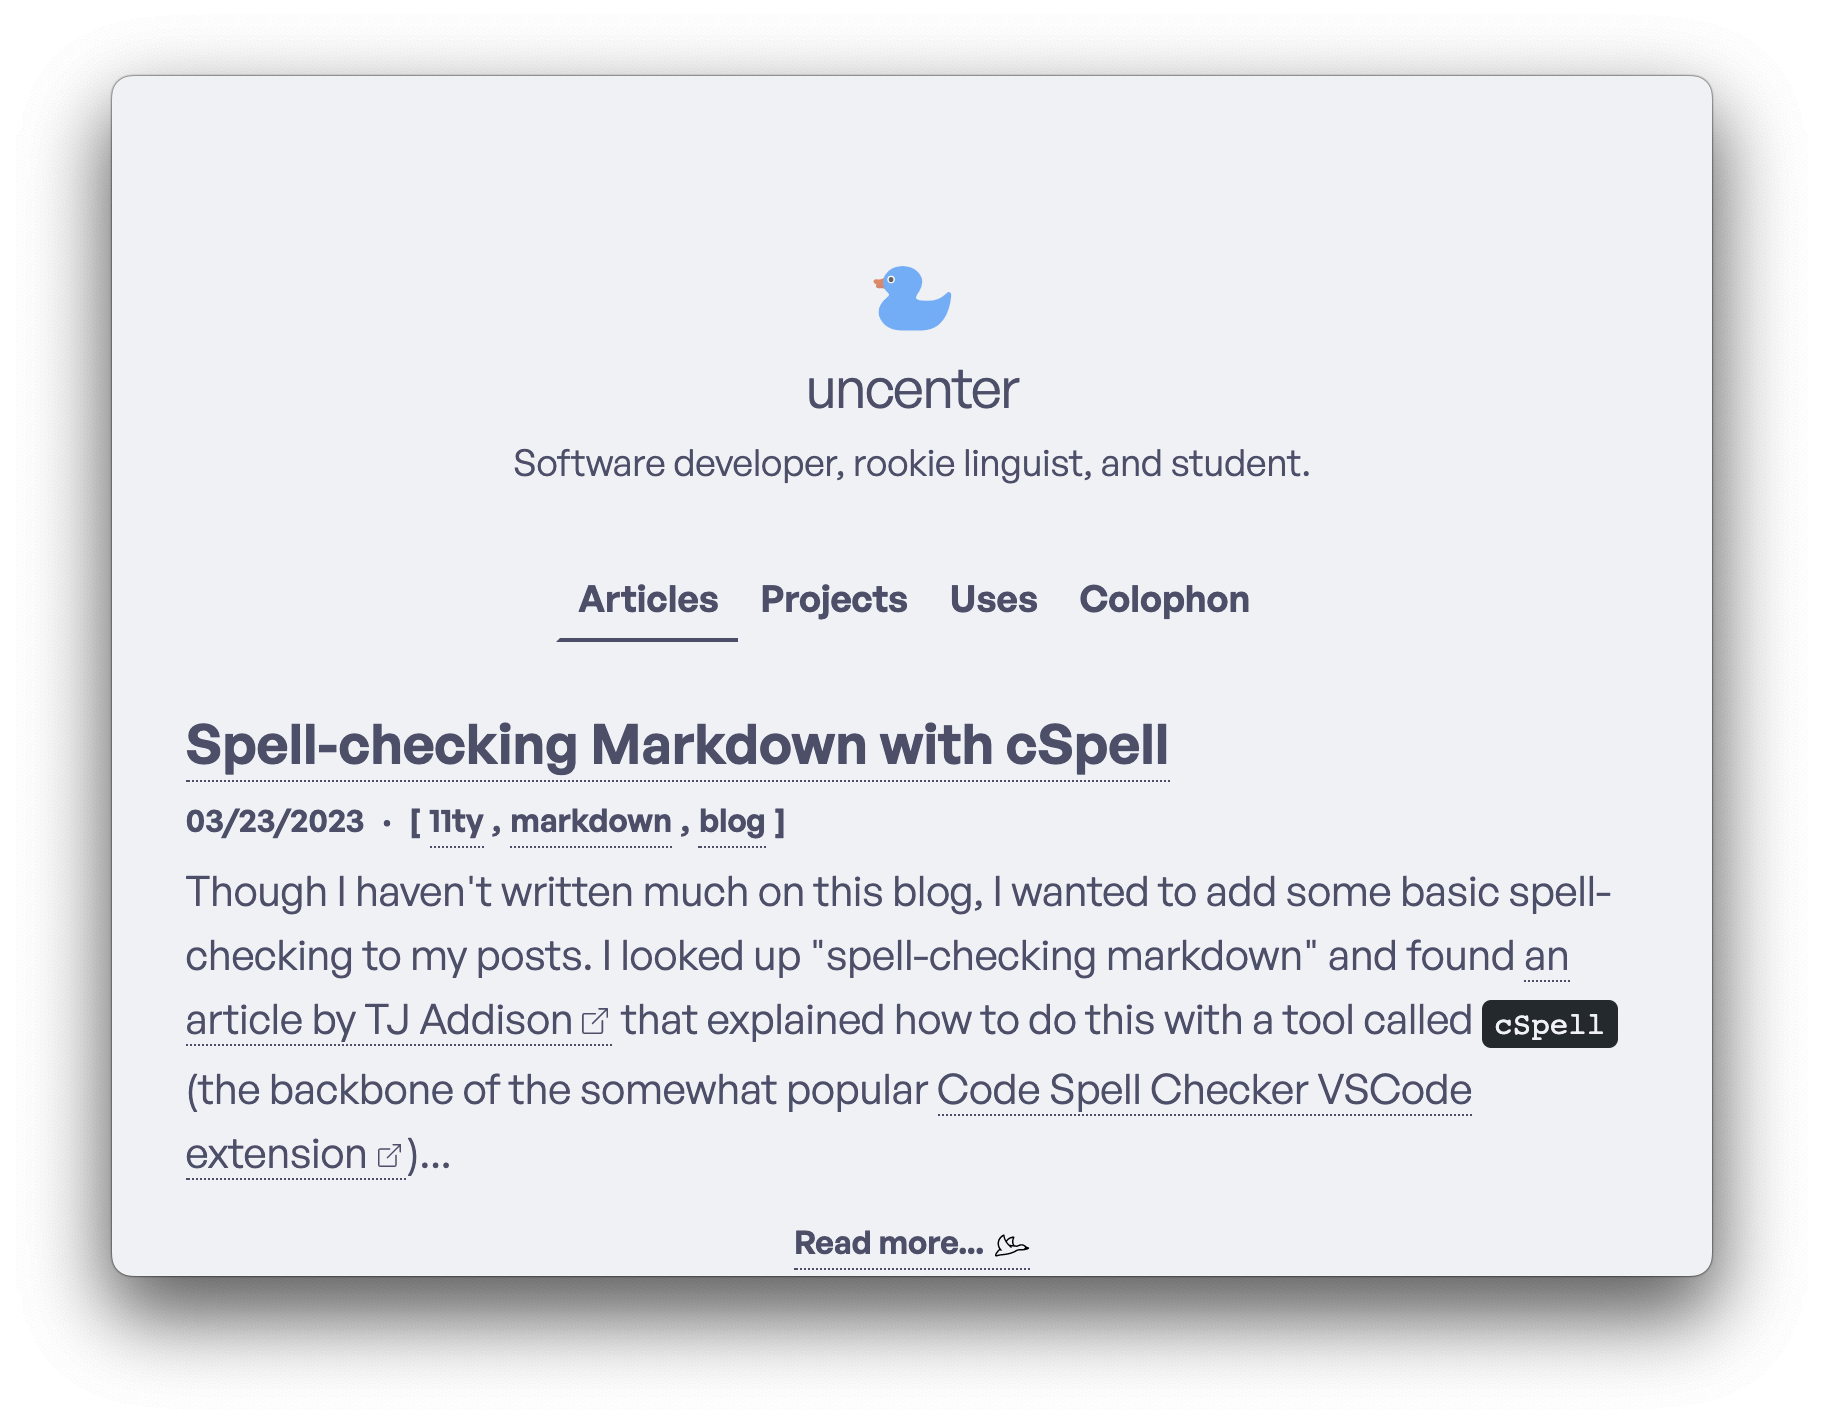 uncenter
Software developer, rookie linguist, and student.
Articles Projects Uses Colophon
Spell-checking Markdown with cSpell
03/23/2023 · [ 11ty , markdown , blog ]
Though I haven't written much on this blog, I wanted to add some basic spell-
checking to my posts. I looked up "spell-checking markdown" and found an
article by TJ Addison that explained how to do this with a tool called cSpell
(the backbone of the somewhat popular Code Spell Checker VSCode
extension )...
Read more...